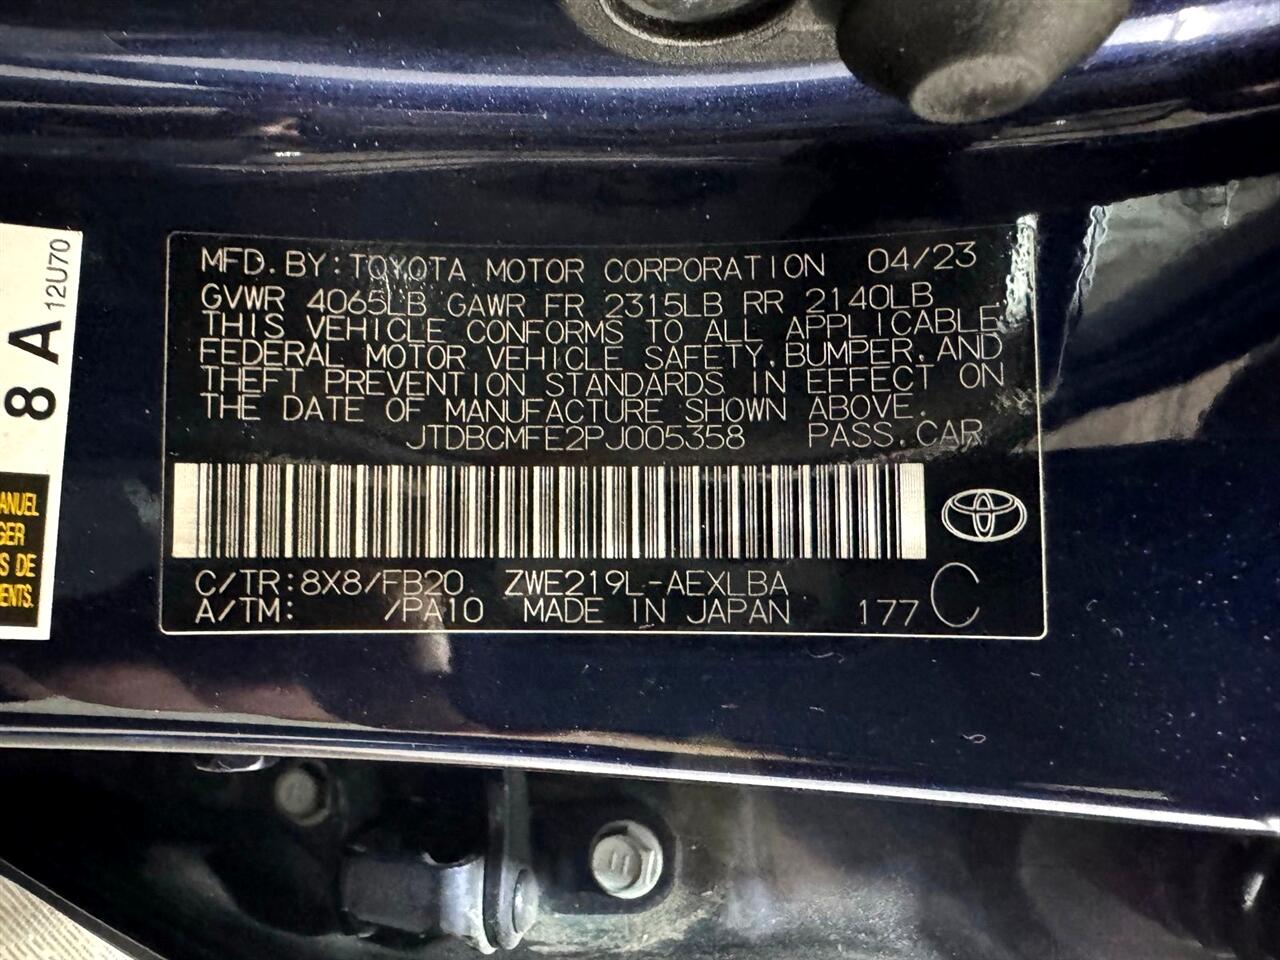 MFD. BY: TOYOTA MOTOR CORPORATION 04/23
GVWR 4065LB GAWR FR 2315LB RR 2140LB
THIS VEHICLE CONFORMS TO ALL APPLICABLE
FEDERAL MOTOR VEHICLE SAFETY, BUMPER, AND
THEFT PREVENTION STANDARDS IN EFFECT ON
THE DATE OF MANUFACTURE SHOWN ABOVE.
JTDBCMFE2PJ005358 PASS. CAR
C/TR: 8X8/FB20 ZWE219L-AEXLBA
A/TM: /PA10 MADE IN JAPAN 177 C
8 A 12U70
ANUEL
GER
S DE
ENTS.